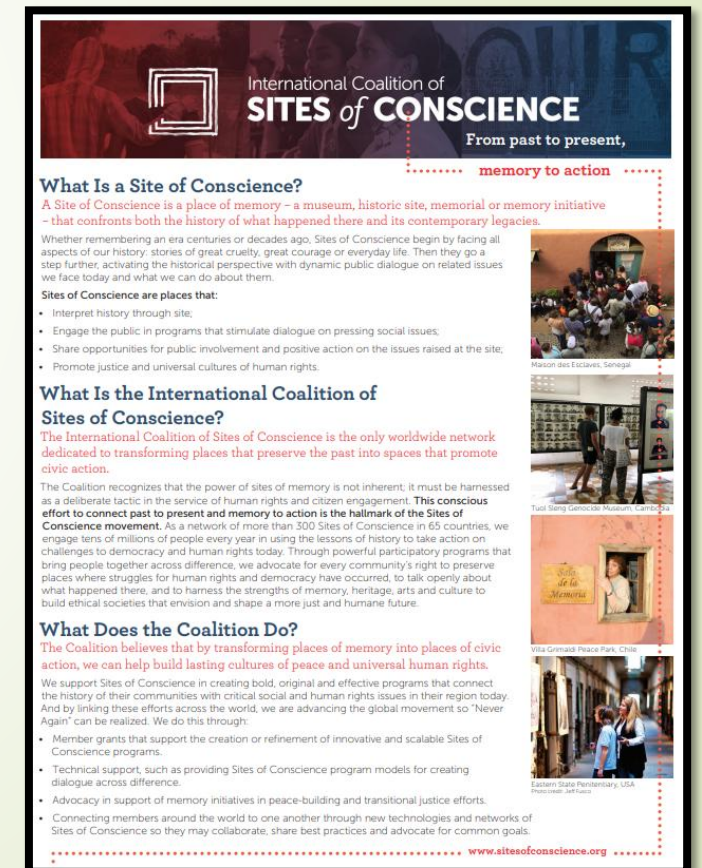 International Coalition of
SITES of CONSCIENCE
From past to present,
memory to action
What Is a Site of Conscience?
A Site of Conscience is a place of memory – a museum, historic site, memorial or memory initiative
– that confronts both the history of what happened there and its contemporary legacies.
Whether remembering an era centuries or decades ago, Sites of Conscience begin by facing all
aspects of our history: stories of great cruelty, great courage or everyday life. Then they go a
step further, activating the historical perspective with dynamic public dialogue on related issues
we face today and what we can do about them.
Sites of Conscience are places that:
• Interpret history through site;
• Engage the public in programs that stimulate dialogue on pressing social issues;
• Share opportunities for public involvement and positive action on the issues raised at the site;
• Promote justice and universal cultures of human rights.
Maison des Esclaves, Senegal
What Is the International Coalition of
Sites of Conscience?
The International Coalition of Sites of Conscience is the only worldwide network
dedicated to transforming places that preserve the past into spaces that promote
civic action.
The Coalition recognizes that the power of sites of memory is not inherent; it must be harnessed
as a deliberate tactic in the service of human rights and citizen engagement. This conscious
effort to connect past to present and memory to action is the hallmark of the Sites of
Conscience movement. As a network of more than 300 Sites of Conscience in 65 countries, we
engage tens of millions of people every year in using the lessons of history to take action on
challenges to democracy and human rights today. Through powerful participatory programs that
bring people together across difference, we advocate for every community's right to preserve
places where struggles for human rights and democracy have occurred, to talk openly about
what happened there, and to harness the strengths of memory, heritage, arts and culture to
build ethical societies that envision and shape a more just and humane future.
Tuol Sleng Genocide Museum, Cambodia
Sala
de la
Memoria
Villa Grimaldi Peace Park, Chile
What Does the Coalition Do?
The Coalition believes that by transforming places of memory into places of civic
action, we can help build lasting cultures of peace and universal human rights.
We support Sites of Conscience in creating bold, original and effective programs that connect
the history of their communities with critical social and human rights issues in their region today.
And by linking these efforts across the world, we are advancing the global movement so "Never
Again" can be realized. We do this through:
• Member grants that support the creation or refinement of innovative and scalable Sites of
Conscience programs.
• Technical support, such as providing Sites of Conscience program models for creating
dialogue across difference.
• Advocacy in support of memory initiatives in peace-building and transitional justice efforts.
• Connecting members around the world to one another through new technologies and networks of
Sites of Conscience so they may collaborate, share best practices and advocate for common goals.
Eastern State Penitentiary, USA
Photo credit: Jeff Fusco
www.sitesofconscience.org